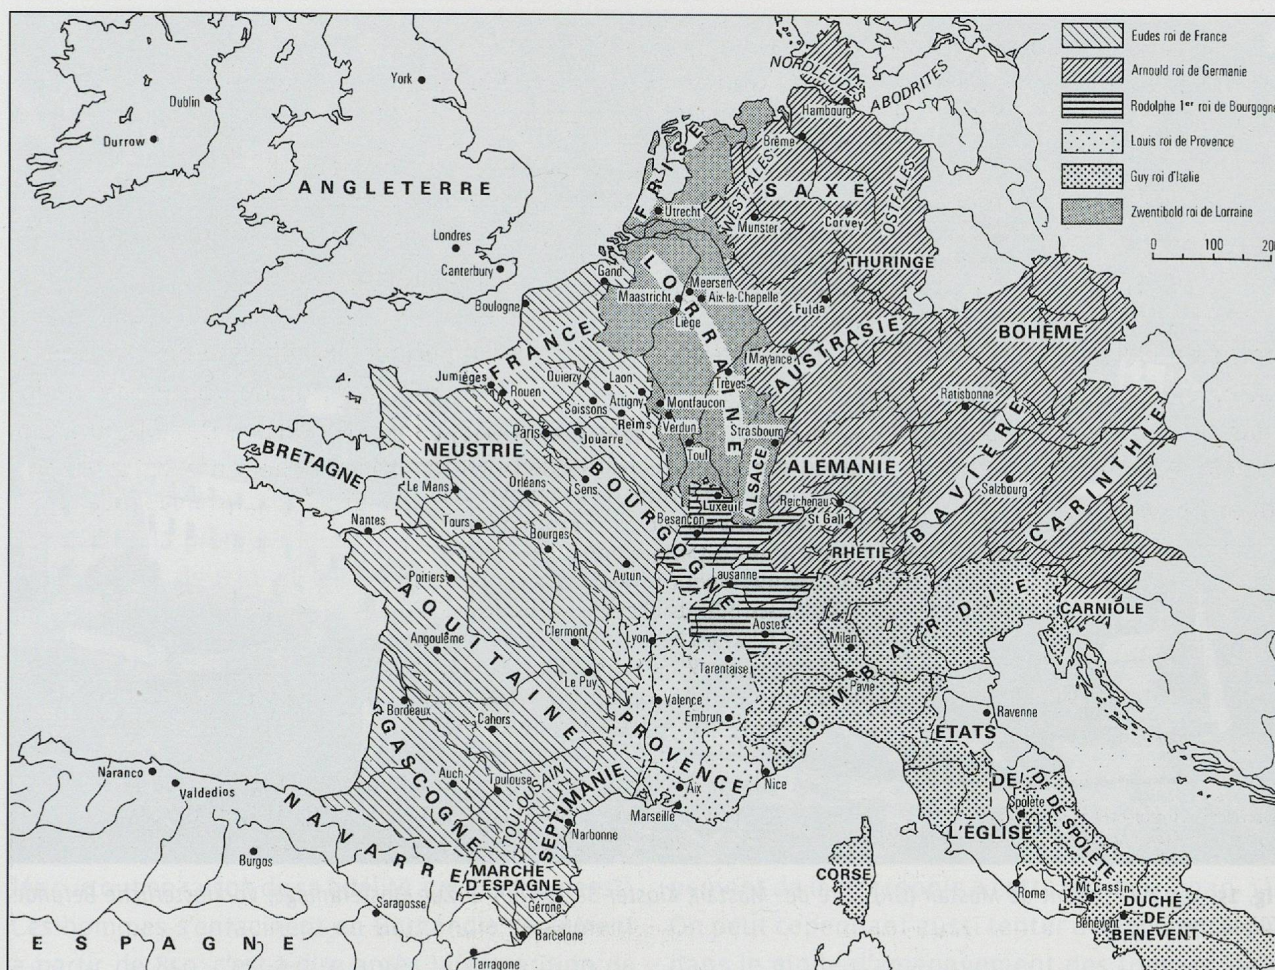 Eudes roi de France
Arnould roi de Germanie
Rodolphe 1er roi de Bourgogne
Louis roi de Provence
Guy roi d'Italie
Zwentibold roi de Lorraine
0 100
NORDLEUDES
ABODRITES
Hambourg
York
Dublin
Durrow
Brême
FRISE
WESTFALES
SAXE
OSTFALES
ANGLETERRE
Utrecht
Munster
Corvey
Londres
Canterbury
THURINGE
Gand
LORRAINE
Meersen
Maastricht
Aix-la-Chapelle
Boulogne
Liège
Fulda
BOHÈME
FRANCE
AUSTRASIE
Mayence
Jumièges
Rouen
Quierzy
Laon
Trèves
Soissons
Attigny
Montfaucon
Ratisbonne
Reims
Verdun
Paris
Jouarre
Strasbourg
BRETAGNE
NEUSTRIE
Toul
ALSACE
ALEMANIE
BAVIÈRE
CARINTHIE
Le Mans
Orléans
Sens
BOURGOGNE
Luxeuil
Reichenau
Salzbourg
Nantes
Tours
Bourges
Besançon
St Gall
RHÉTIE
Poitiers
Autun
Lausanne
AQUITAINE
CARNIOLE
Angoulême
Clermont
Lyon
Aoste
Milan
LOMBARDIE
Tarentaise
Le Puy
Pavie
Bordeaux
Cahors
Valence
Embrun
Ravenne
PROVENCE
ETATS
GASCOGNE
Naranco
Valdedios
Auch
Toulouse
TOULOUSAIN
SEPTIMANIE
Aix
Nice
Marseille
DE
DE DE SPOLÈTE
Spolète
NAVARRE
Narbonne
L'ÉGLISE
Burgos
MARCHE
D'ESPAGNE
CORSE
Rome
Mt Cassin
Saragosse
Gérone
Bénévent
DUCHE
DE
BENEVENT
ESPAGNE
Barcelone
Tarragone